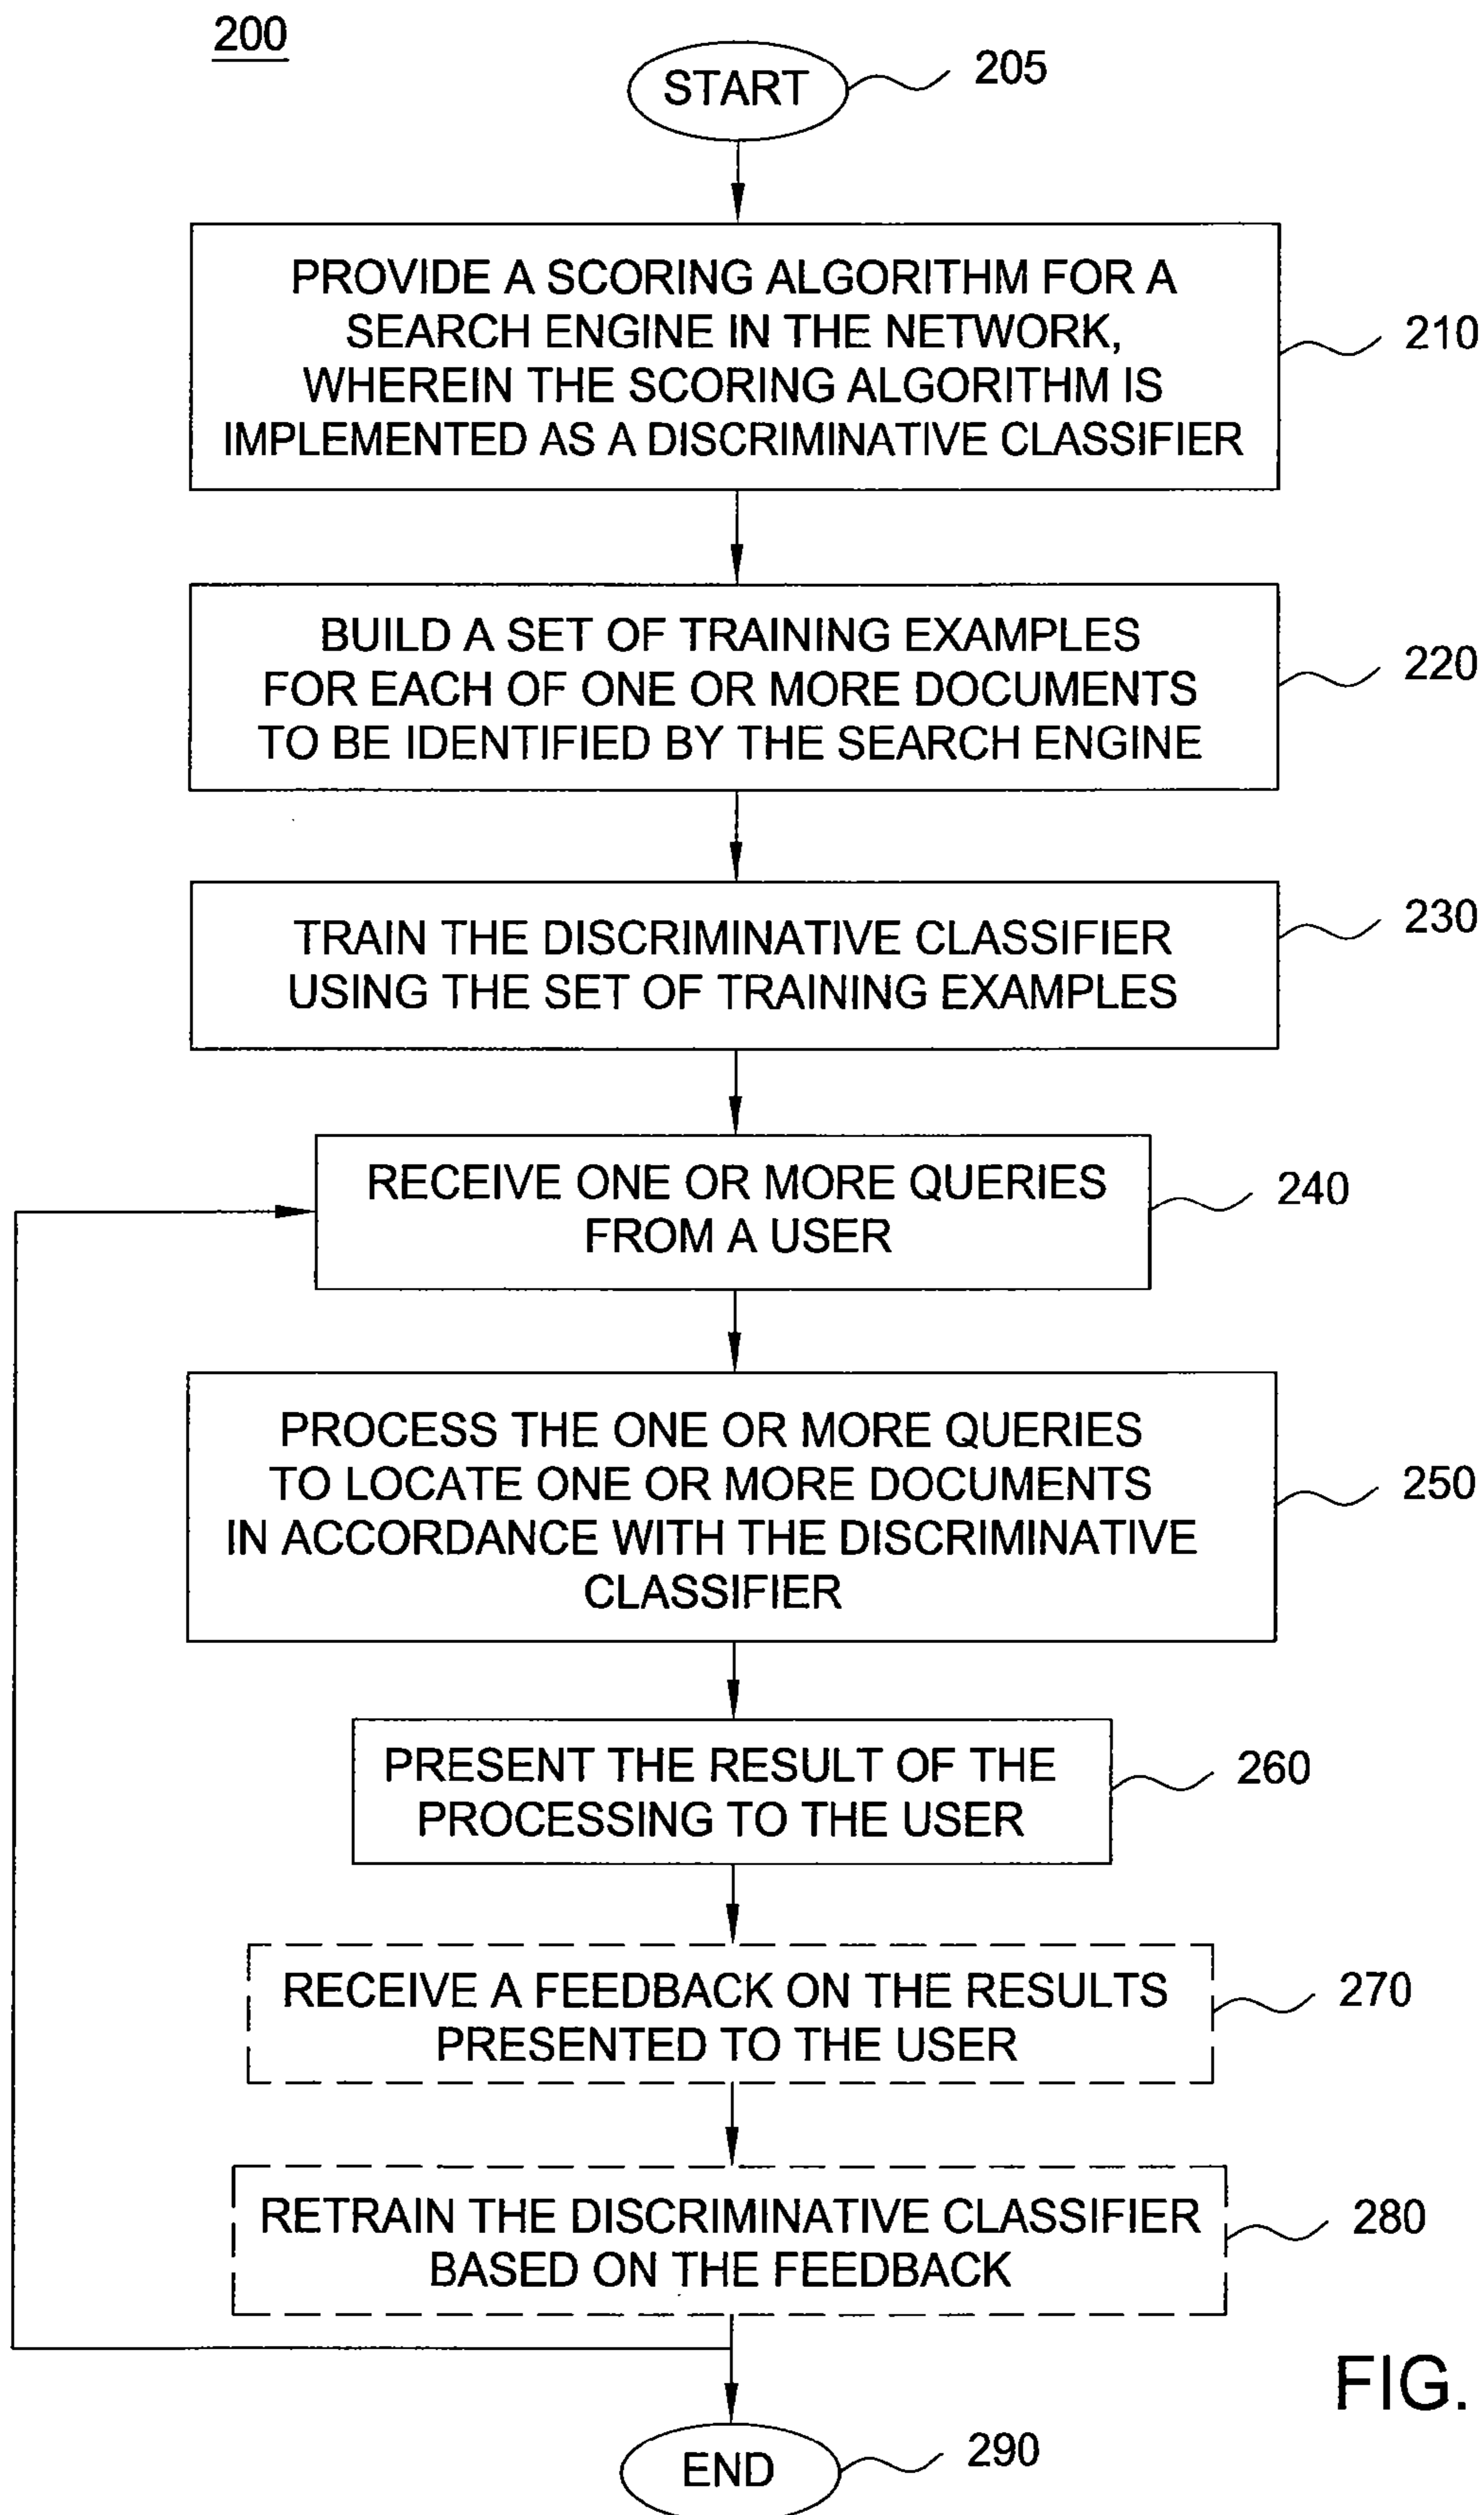 200
START
205
PROVIDE A SCORING ALGORITHM FOR A
SEARCH ENGINE IN THE NETWORK,
WHEREIN THE SCORING ALGORITHM IS
IMPLEMENTED AS A DISCRIMINATIVE CLASSIFIER
210
BUILD A SET OF TRAINING EXAMPLES
FOR EACH OF ONE OR MORE DOCUMENTS
TO BE IDENTIFIED BY THE SEARCH ENGINE
220
TRAIN THE DISCRIMINATIVE CLASSIFIER
USING THE SET OF TRAINING EXAMPLES
230
RECEIVE ONE OR MORE QUERIES
FROM A USER
240
PROCESS THE ONE OR MORE QUERIES
TO LOCATE ONE OR MORE DOCUMENTS
IN ACCORDANCE WITH THE DISCRIMINATIVE
CLASSIFIER
250
PRESENT THE RESULT OF THE
PROCESSING TO THE USER
260
RECEIVE A FEEDBACK ON THE RESULTS
PRESENTED TO THE USER
270
RETRAIN THE DISCRIMINATIVE CLASSIFIER
BASED ON THE FEEDBACK
280
FIG.
END
290